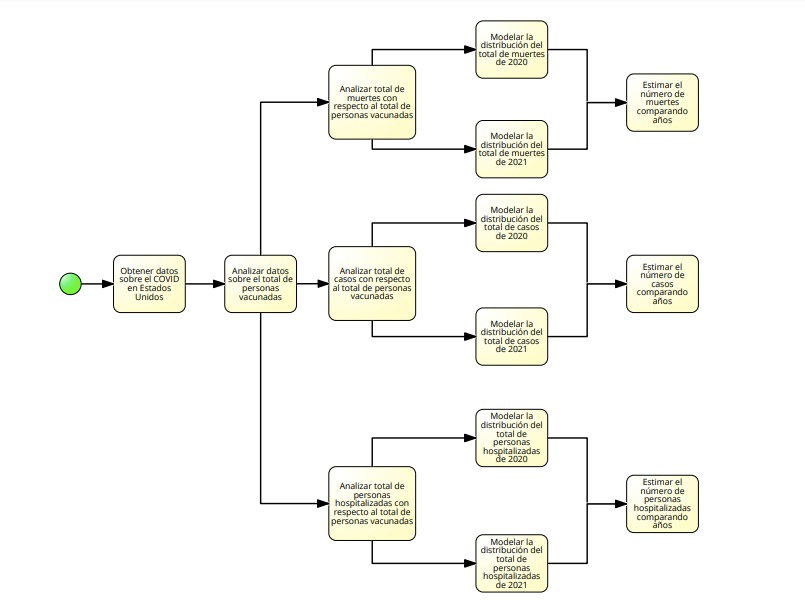 Obtener datos
sobre el COVID
en Estados
Unidos
Analizar datos
sobre el total de
personas
vacunadas
Analizar total de
muertes con
respecto al total de
personas vacunadas
Modelar la
distribución del
total de muertes
de 2020
Modelar la
distribución del
total de muertes
de 2021
Estimar el
número de
muertes
comparando
años
Analizar total de
casos con respecto
al total de personas
vacunadas
Modelar la
distribución del
total de casos
de 2020
Modelar la
distribución del
total de casos
de 2021
Estimar el
número de
casos
comparando
años
Analizar total de
personas
hospitalizadas con
respecto al total de
personas vacunadas
Modelar la
distribución del
total de
personas
hospitalizadas
de 2020
Modelar la
distribución del
total de
personas
hospitalizadas
de 2021
Estimar el
número de
personas
hospitalizadas
comparando
años